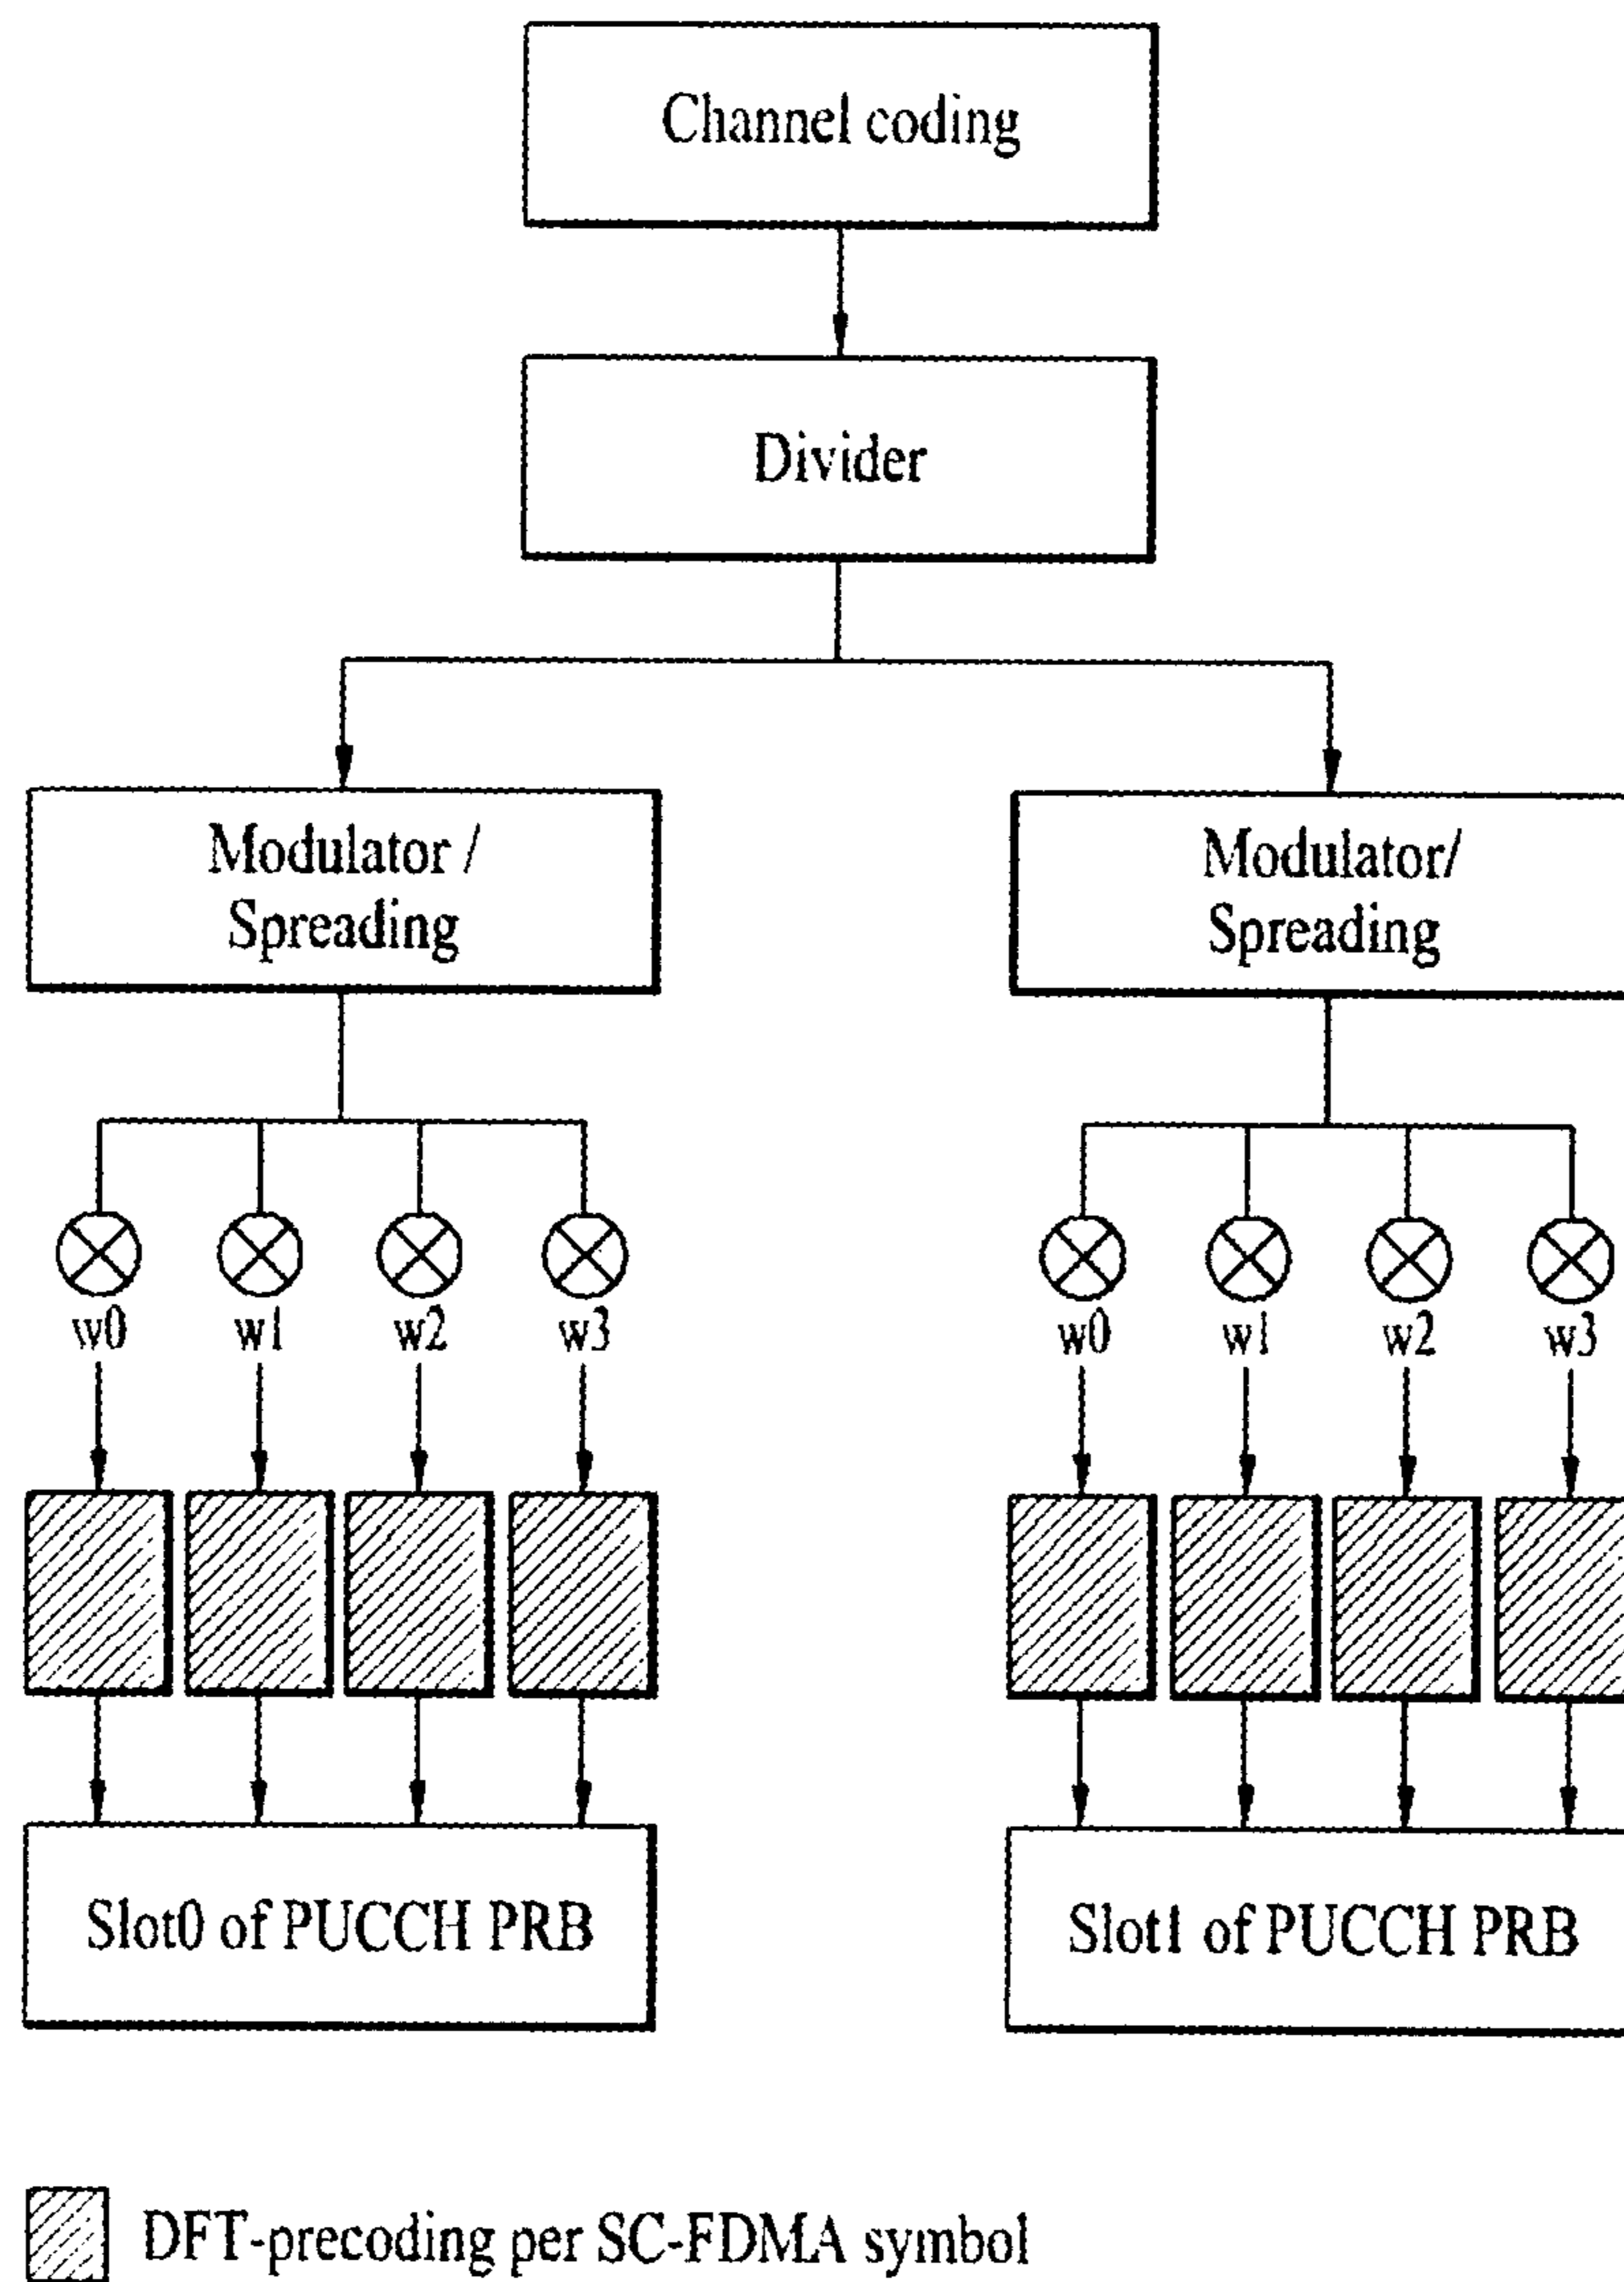 Channel coding
Divider
Modulator /
Spreading
Modulator/
Spreading
w0 w1 w2 w3
w0 w1 w2 w3
Slot0 of PUCCH PRB
Slot1 of PUCCH PRB
DFT-precoding per SC-FDMA symbol